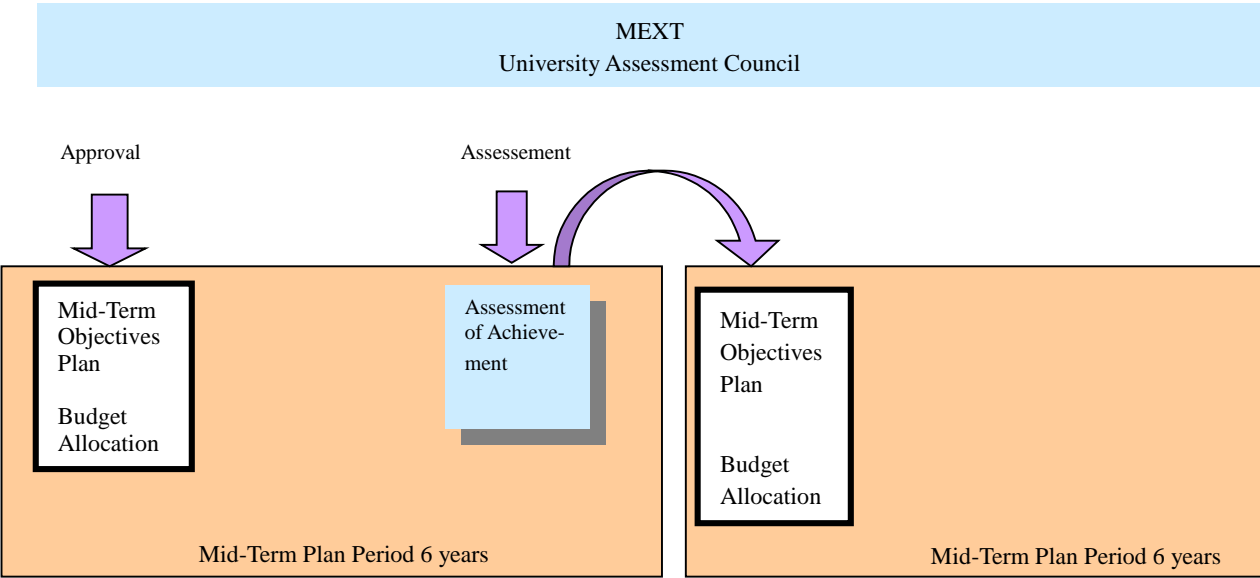 MEXT
University Assessment Council
Approval
Assessement
Mid-Term
Objectives
Plan
Budget
Allocation
Assessment
of Achieve-
ment
Mid-Term Plan Period 6 years
Mid-Term
Objectives
Plan
Budget
Allocation
Mid-Term Plan Period 6 years